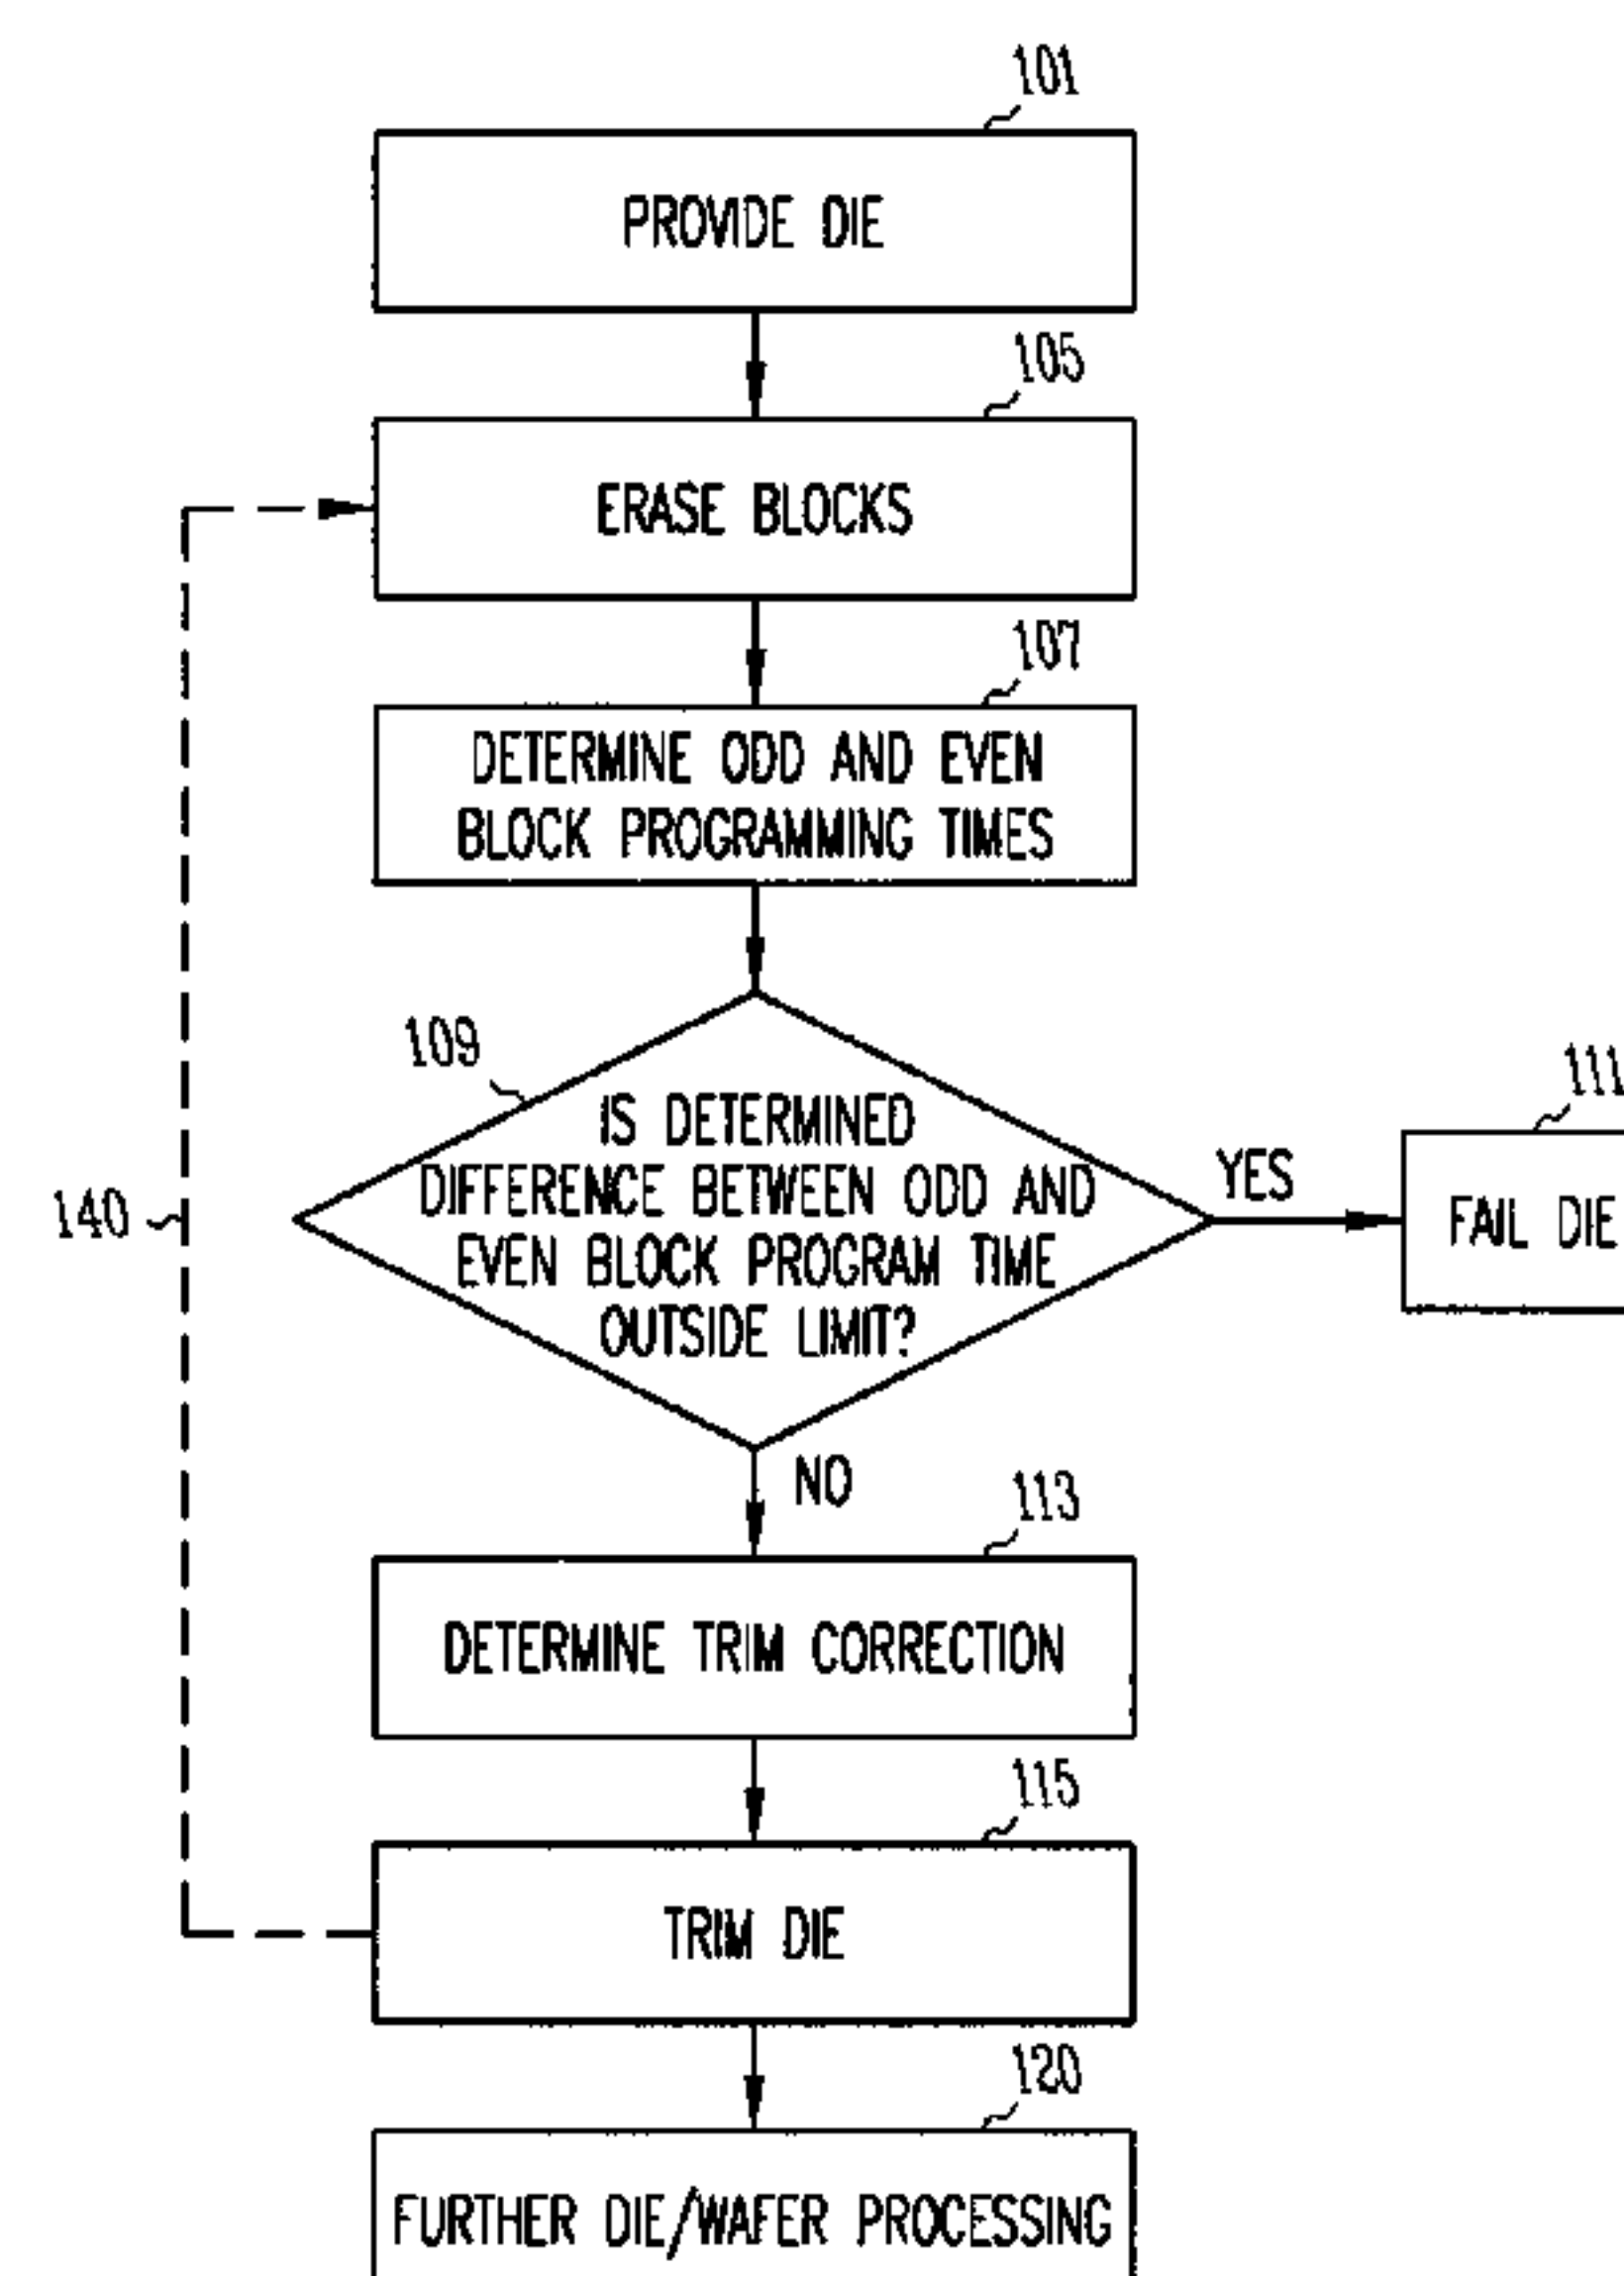 101
PROVIDE DIE
105
ERASE BLOCKS
107
DETERMINE ODD AND EVEN
BLOCK PROGRAMMING TIMES
109
IS DETERMINED
DIFFERENCE BETWEEN ODD AND
EVEN BLOCK PROGRAM TIME
OUTSIDE LIMIT?
YES
111
FAIL DIE
140
NO
113
DETERMINE TRIM CORRECTION
115
TRIM DIE
120
FURTHER DIE/WAFER PROCESSING